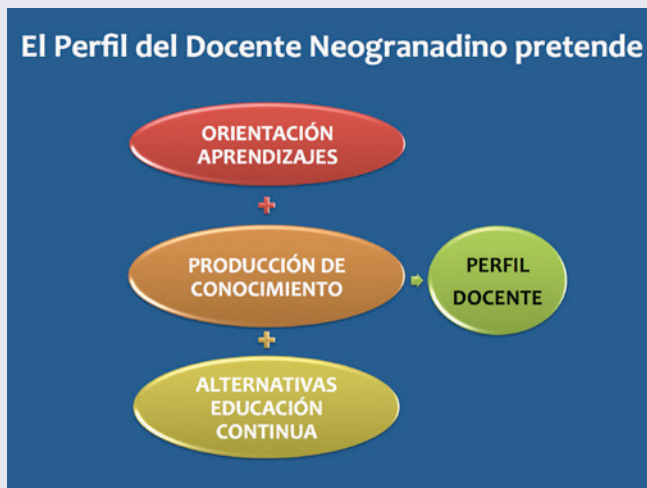 El Perfil del Docente Neogranadino pretende
ORIENTACIÓN
APRENDIZAJES
+
PRODUCCIÓN DE
CONOCIMIENTO
PERFIL
DOCENTE
+
ALTERNATIVAS
EDUCACIÓN
CONTINUA